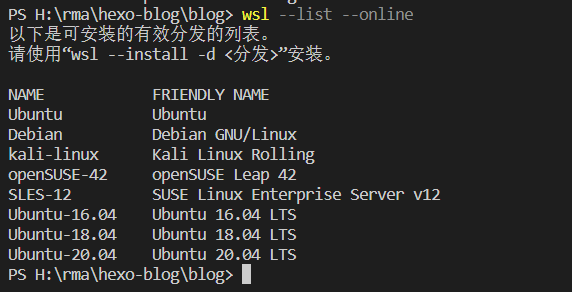 PS H:\rma\hexo-blog\blog> wsl --list --online
以下是可安装的有效分发的列表。
请使用“wsl --install -d <分发>”安装。
NAME FRIENDLY NAME
Ubuntu Ubuntu
Debian Debian GNU/Linux
kali-linux Kali Linux Rolling
openSUSE-42 openSUSE Leap 42
SLES-12 SUSE Linux Enterprise Server v12
Ubuntu-16.04 Ubuntu 16.04 LTS
Ubuntu-18.04 Ubuntu 18.04 LTS
Ubuntu-20.04 Ubuntu 20.04 LTS
PS H:\rma\hexo-blog\blog>